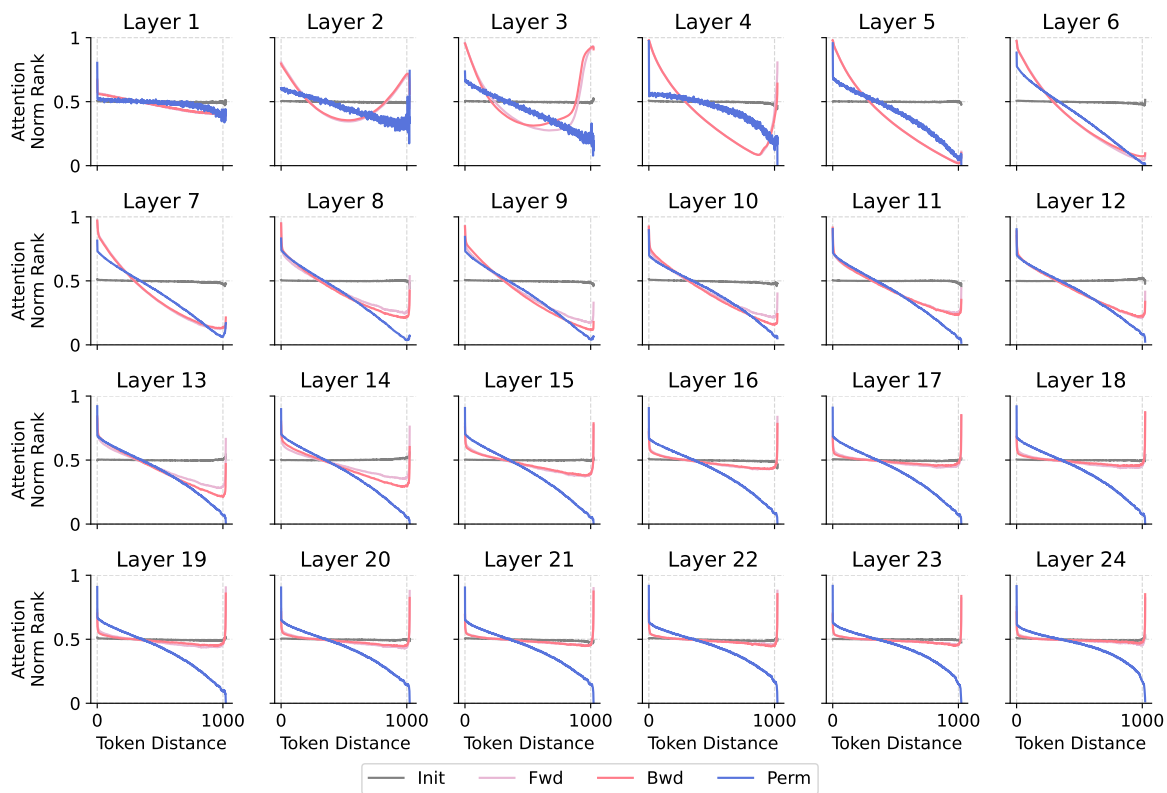 Layer 1 Layer 2 Layer 3 Layer 4 Layer 5 Layer 6
1
0.5
0
Attention
Norm Rank
Layer 7 Layer 8 Layer 9 Layer 10 Layer 11 Layer 12
1
0.5
0
Attention
Norm Rank
Layer 13 Layer 14 Layer 15 Layer 16 Layer 17 Layer 18
1
0.5
0
Attention
Norm Rank
Layer 19 Layer 20 Layer 21 Layer 22 Layer 23 Layer 24
1
0.5
0
Attention
Norm Rank
0 1000 0 1000 0 1000 0 1000 0 1000 0 1000
Token Distance Token Distance Token Distance Token Distance Token Distance Token Distance
Init Fwd Bwd Perm